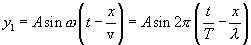 y₁ = A sin ω(t − x/v) = A sin 2π(t/T − x/λ)